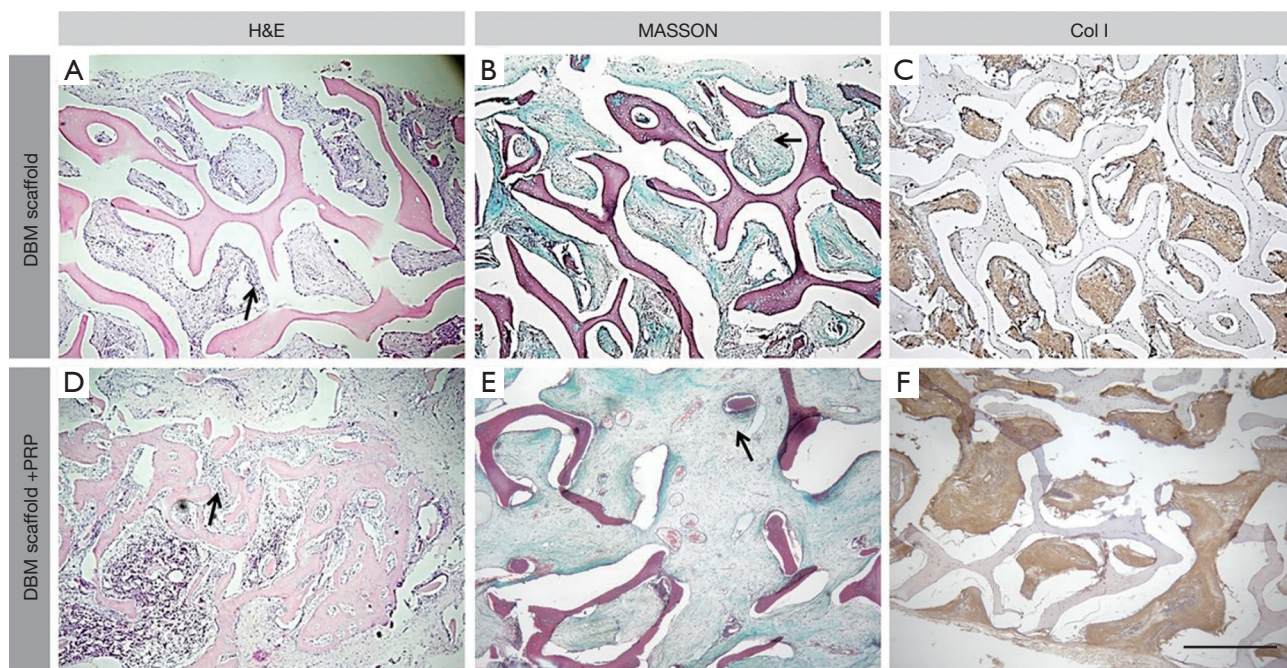 H&E
MASSON
Col I
DBM scaffold
A
B
C
DBM scaffold +PRP
D
E
F